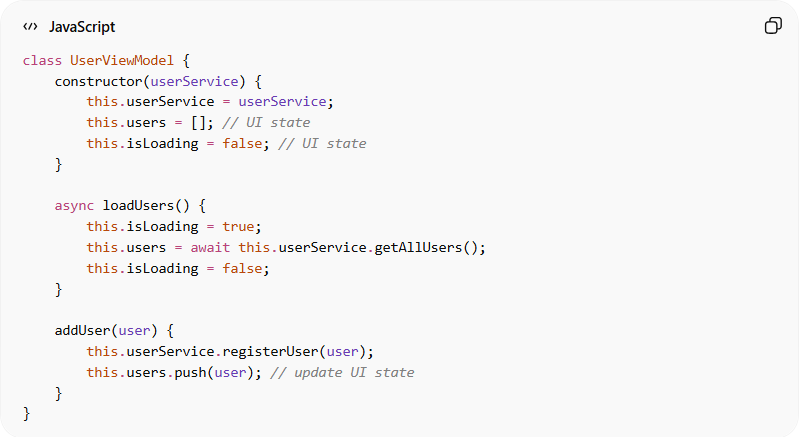 JavaScript
class UserViewModel {
    constructor(userService) {
        this.userService = userService;
        this.users = []; // UI state
        this.isLoading = false; // UI state
    }

    async loadUsers() {
        this.isLoading = true;
        this.users = await this.userService.getAllUsers();
        this.isLoading = false;
    }

    addUser(user) {
        this.userService.registerUser(user);
        this.users.push(user); // update UI state
    }
}